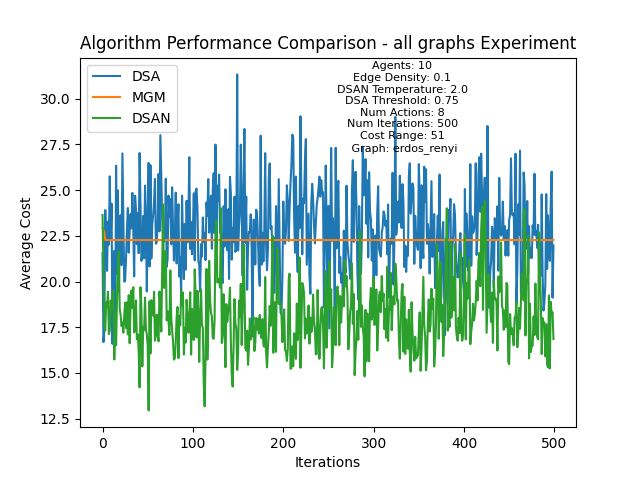 Algorithm Performance Comparison - all graphs Experiment
DSA
MGM
DSAN
Agents: 10
Edge Density: 0.1
DSAN Temperature: 2.0
DSA Threshold: 0.75
Num Actions: 8
Num Iterations: 500
Cost Range: 51
Graph: erdos_renyi
Average Cost
30.0
27.5
25.0
22.5
20.0
17.5
15.0
12.5
0
100
200
300
400
500
Iterations